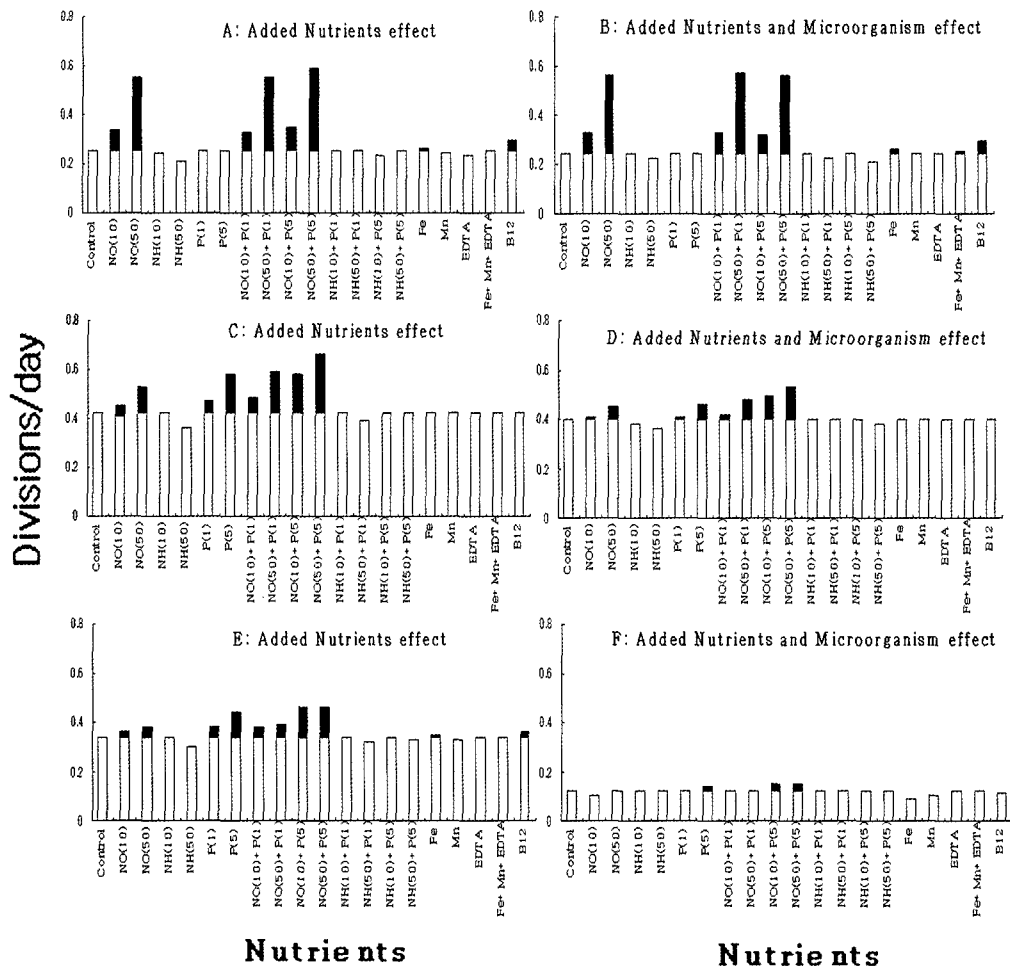 A: Added Nutrients effect
0.8
0.6
0.4
0.2
0
Control
NO(10)
NO(50)
NH(10)
NH(50)
P(1)
P(5)
NO(10)+ P(1)
NO(50)+ P(1)
NO(10)+ P(5)
NO(50)+ P(5)
NH(10)+ P(1)
NH(50)+ P(1)
NH(10)+ P(5)
NH(50)+ P(5)
Fe
Mn
EDTA
Fe+ Mn+ EDTA
B12
B: Added Nutrients and Microorganism effect
0.8
0.6
0.4
0.2
0
Control
NO(10)
NO(50)
NH(10)
NH(50)
P(1)
P(5)
NO(10)+ P(1)
NO(50)+ P(1)
NO(10)+ P(5)
NO(50)+ P(5)
NH(10)+ P(1)
NH(50)+ P(1)
NH(10)+ P(5)
NH(50)+ P(5)
Fe
Mn
EDTA
Fe+ Mn+ EDTA
B12
Divisions/day
C: Added Nutrients effect
0.8
0.6
0.4
0.2
0
Control
NO(10)
NO(50)
NH(10)
NH(50)
P(1)
P(5)
NO(10)+ P(1)
NO(50)+ P(1)
NO(10)+ P(5)
NO(50)+ P(5)
NH(10)+ P(1)
NH(50)+ P(1)
NH(10)+ P(5)
NH(50)+ P(5)
Fe
Mn
EDTA
Fe+ Mn+ EDTA
B12
D: Added Nutrients and Microorganism effect
0.8
0.6
0.4
0.2
0
Control
NO(10)
NO(50)
NH(10)
NH(50)
P(1)
P(5)
NO(10)+ P(1)
NO(50)+ P(1)
NO(10)+ P(5)
NO(50)+ P(5)
NH(10)+ P(1)
NH(50)+ P(1)
NH(10)+ P(5)
NH(50)+ P(5)
Fe
Mn
EDTA
Fe+ Mn+ EDTA
B12
E: Added Nutrients effect
0.8
0.6
0.4
0.2
0
Control
NO(10)
NO(50)
NH(10)
NH(50)
P(1)
P(5)
NO(10)+ P(1)
NO(50)+ P(1)
NO(10)+ P(5)
NO(50)+ P(5)
NH(10)+ P(1)
NH(50)+ P(1)
NH(10)+ P(5)
NH(50)+ P(5)
Fe
Mn
EDTA
Fe+ Mn+ EDTA
B12
F: Added Nutrients and Microorganism effect
0.8
0.6
0.4
0.2
0
Control
NO(10)
NO(50)
NH(10)
NH(50)
P(1)
P(5)
NO(10)+ P(1)
NO(50)+ P(1)
NO(10)+ P(5)
NO(50)+ P(5)
NH(10)+ P(1)
NH(50)+ P(1)
NH(10)+ P(5)
NH(50)+ P(5)
Fe
Mn
EDTA
Fe+ Mn+ EDTA
B12
Nutrients
Nutrients